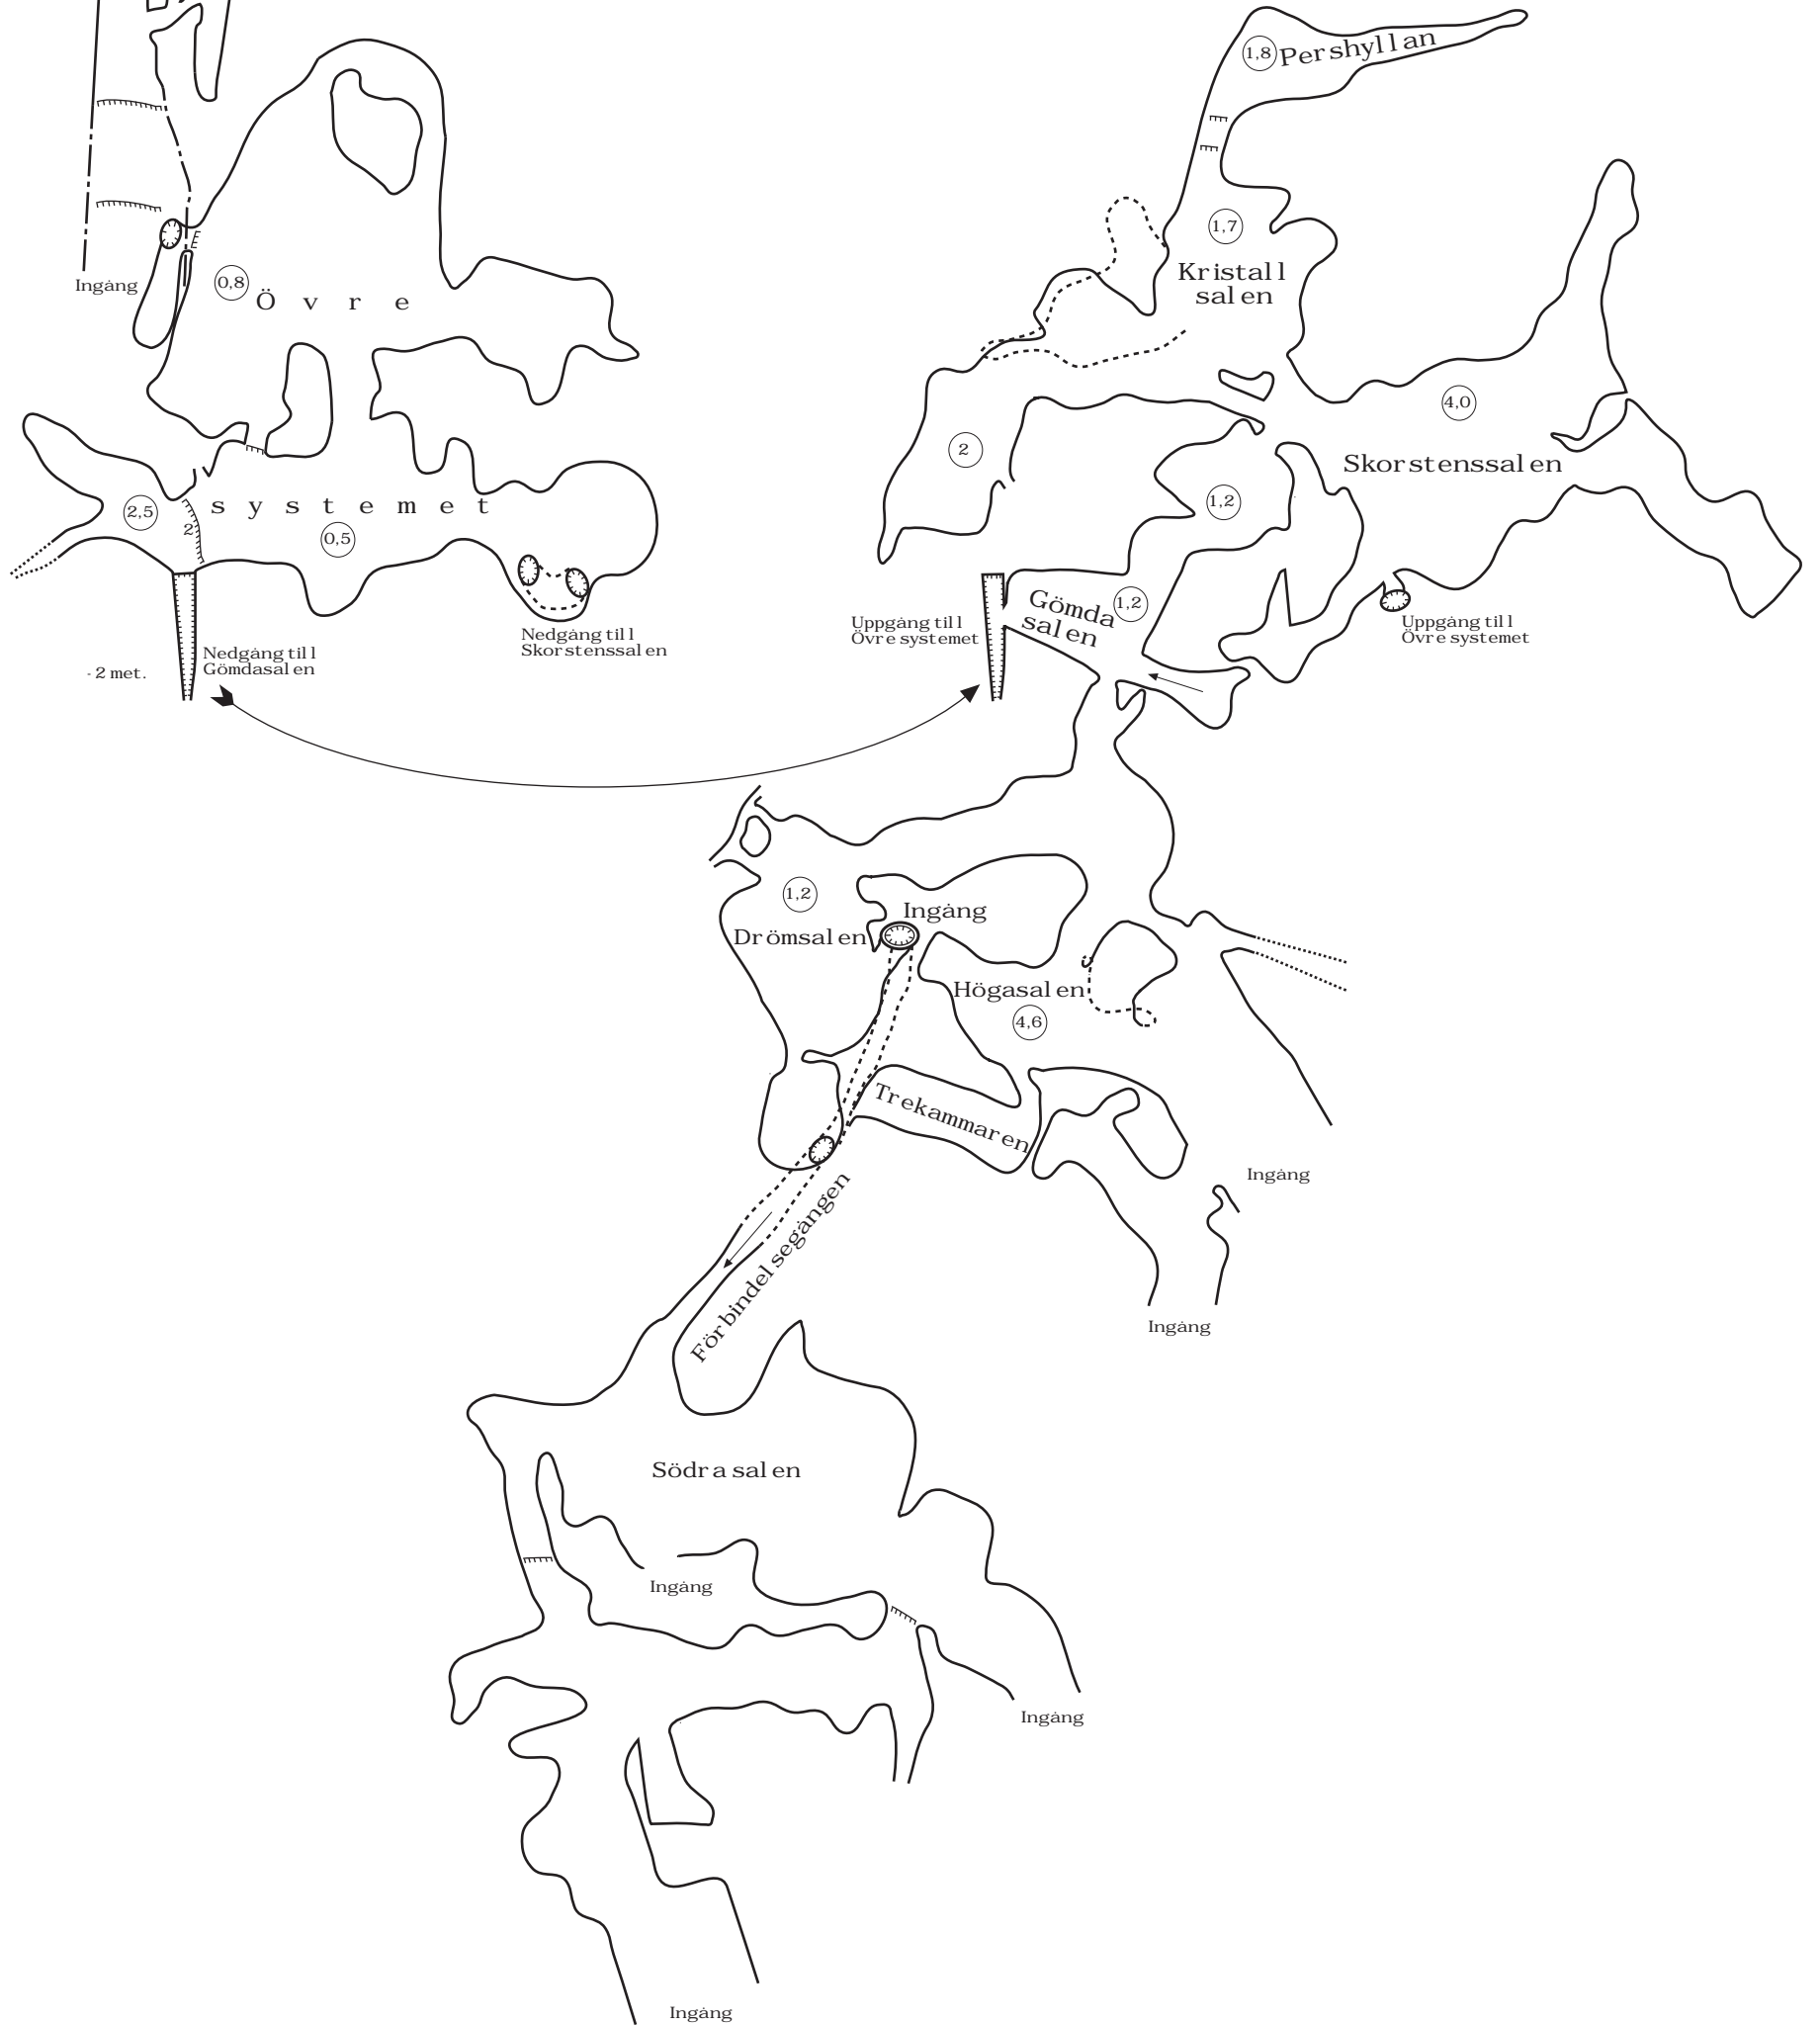 1,8 Pershyllan
1,7
Kristall
salen
Ingång
0,8
Övre
4,0
2
Skorstenssalen
1,2
2,5
systemet
2
0,5
Gömda
salen
1,2
Uppgång till
Övre systemet
Uppgång till
Övre systemet
Nedgång till
Skorstenssalen
Nedgång till
Gömdasalen
-2 met.
1,2
Ingång
Drömsalen
Högasalen
4,6
Trekammaren
Ingång
Förbindelsegången
Ingång
Södra salen
Ingång
Ingång
Ingång